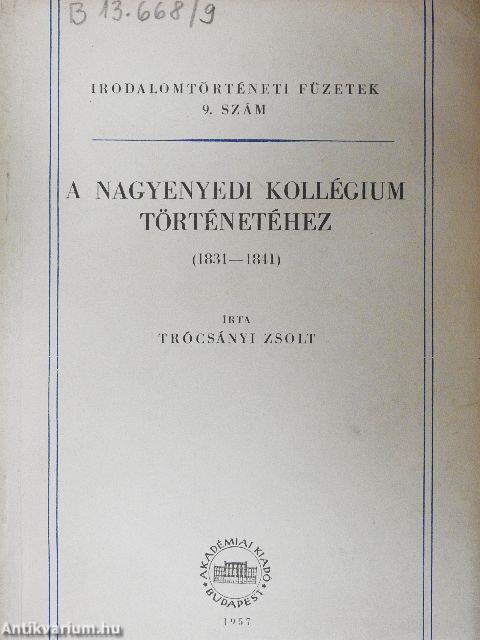 B 13.668/9
IRODALOMTÖRTÉNETI FÜZETEK
9. SZÁM
A NAGYENYEDI KOLLÉGIUM
TÖRTÉNETÉHEZ
(1831—1841)
ÍRTA
TRÓCSÁNYI ZSOLT
AKADÉMIAI KIADÓ
BUDAPEST
1957
Antikvarium.hu